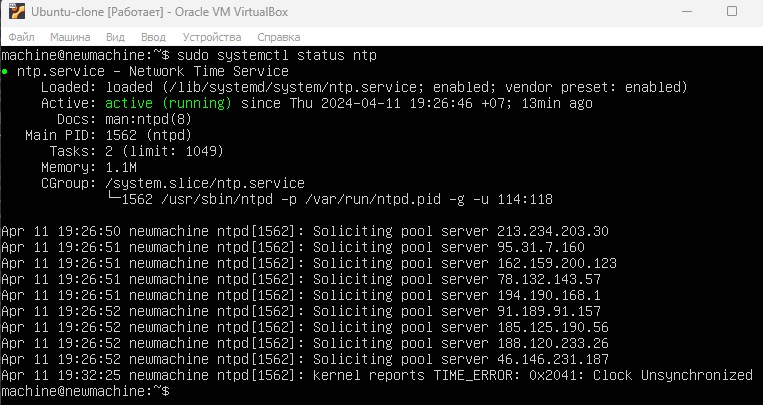 Ubuntu-clone [Работает] - Oracle VM VirtualBox
Файл Машина Вид Ввод Устройства Справка
machine@newmachine:~$ sudo systemctl status ntp
● ntp.service - Network Time Service
Loaded: loaded (/lib/systemd/system/ntp.service; enabled; vendor preset: enabled)
Active: active (running) since Thu 2024-04-11 19:26:46 +07; 13min ago
Docs: man:ntpd(8)
Main PID: 1562 (ntpd)
Tasks: 2 (limit: 1049)
Memory: 1.1M
CGroup: /system.slice/ntp.service
└─1562 /usr/sbin/ntpd -p /var/run/ntpd.pid -g -u 114:118
Apr 11 19:26:50 newmachine ntpd[1562]: Soliciting pool server 213.234.203.30
Apr 11 19:26:51 newmachine ntpd[1562]: Soliciting pool server 95.31.7.160
Apr 11 19:26:51 newmachine ntpd[1562]: Soliciting pool server 162.159.200.123
Apr 11 19:26:51 newmachine ntpd[1562]: Soliciting pool server 78.132.143.57
Apr 11 19:26:51 newmachine ntpd[1562]: Soliciting pool server 194.190.168.1
Apr 11 19:26:52 newmachine ntpd[1562]: Soliciting pool server 91.189.91.157
Apr 11 19:26:52 newmachine ntpd[1562]: Soliciting pool server 185.125.190.56
Apr 11 19:26:52 newmachine ntpd[1562]: Soliciting pool server 188.120.233.26
Apr 11 19:26:52 newmachine ntpd[1562]: Soliciting pool server 46.146.231.187
Apr 11 19:32:25 newmachine ntpd[1562]: kernel reports TIME_ERROR: 0x2041: Clock Unsynchronized
machine@newmachine:~$